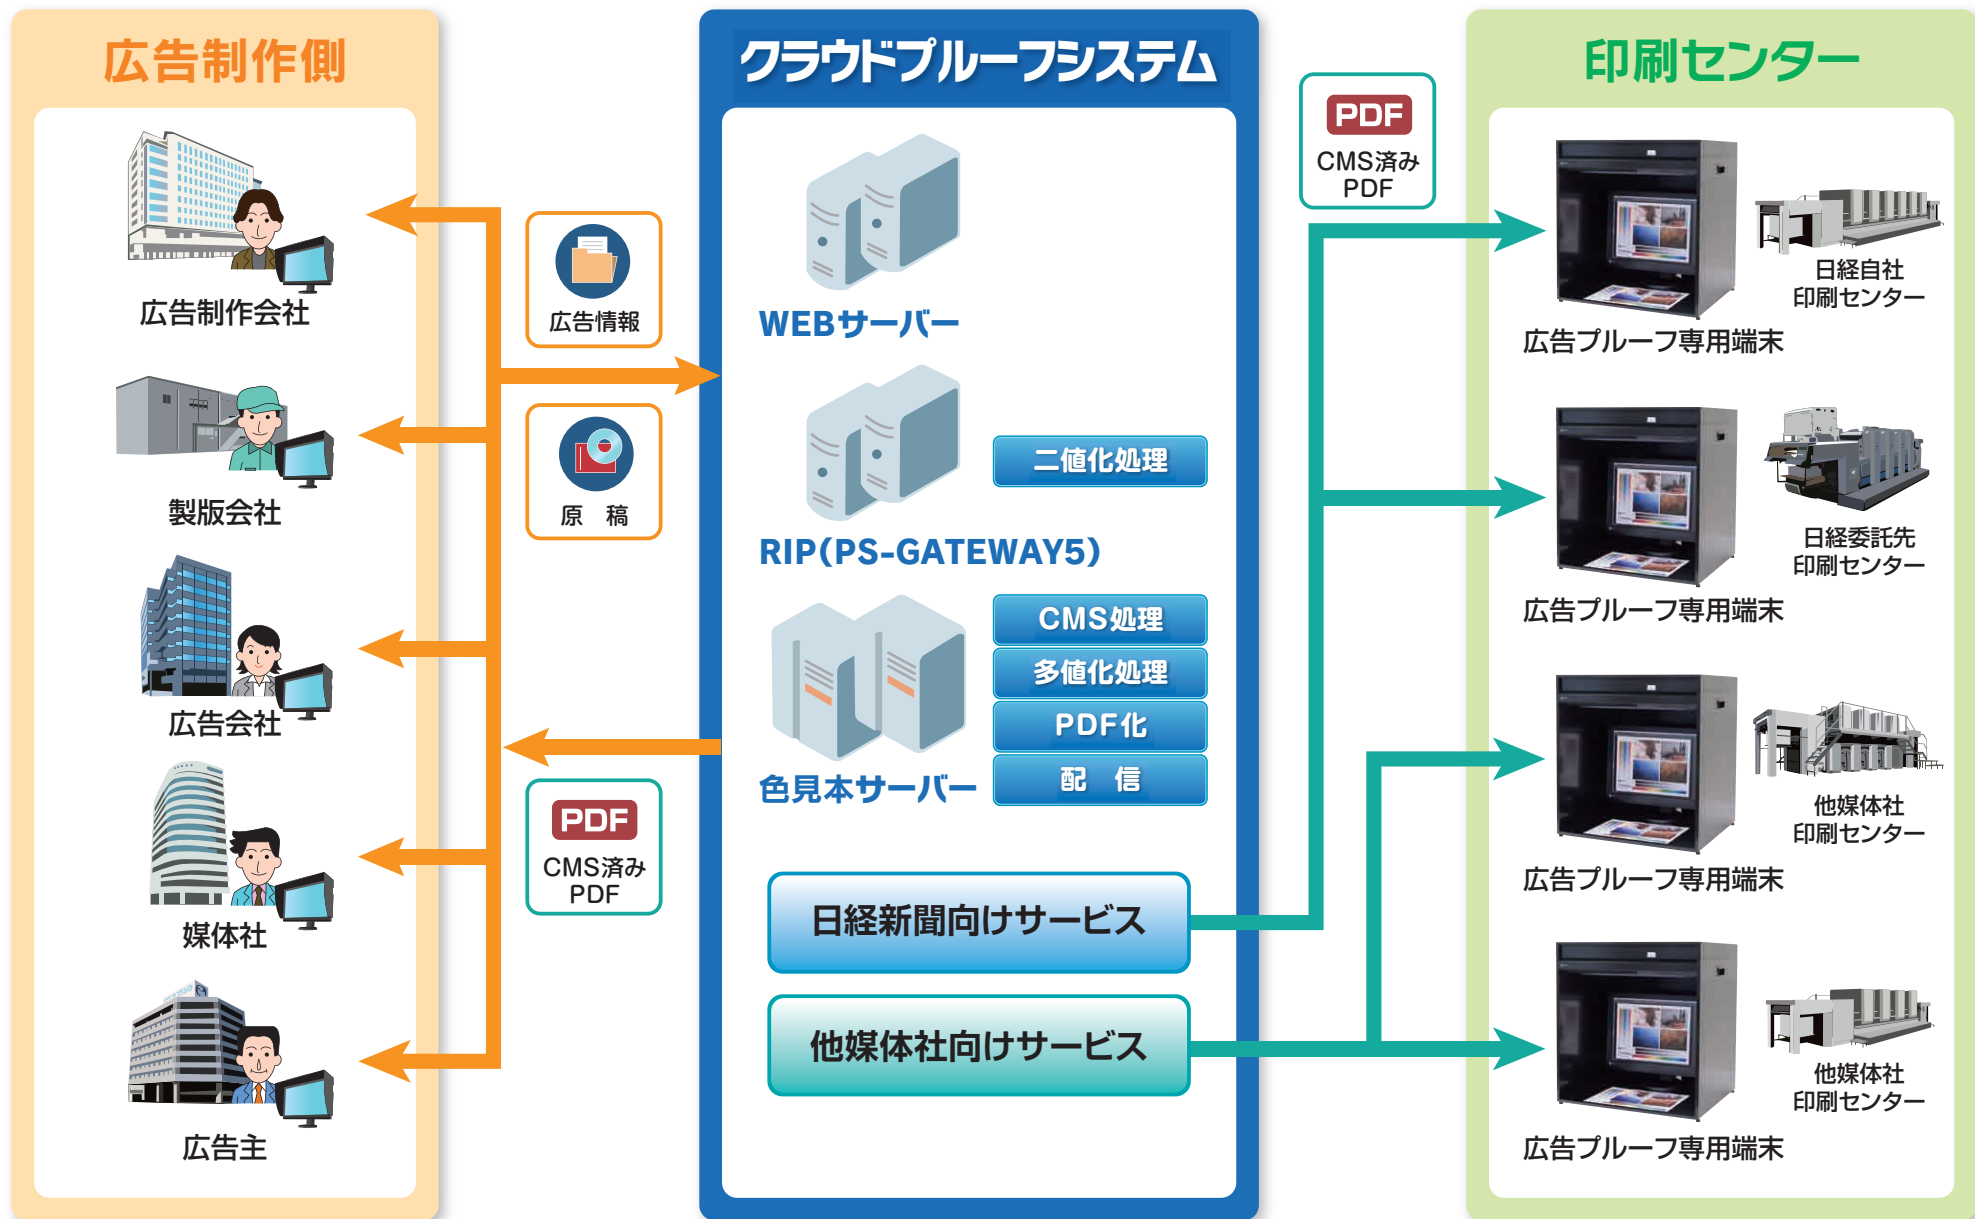 広告制作側
広告制作会社
製版会社
広告会社
媒体社
広告主
広告情報
原　稿
PDF
CMS済み
PDF
クラウドプルーフシステム
WEBサーバー
RIP(PS-GATEWAY5)
二値化処理
色見本サーバー
CMS処理
多値化処理
PDF化
配　信
日経新聞向けサービス
他媒体社向けサービス
PDF
CMS済み
PDF
印刷センター
日経自社
印刷センター
広告プルーフ専用端末
日経委託先
印刷センター
広告プルーフ専用端末
他媒体社
印刷センター
広告プルーフ専用端末
他媒体社
印刷センター
広告プルーフ専用端末